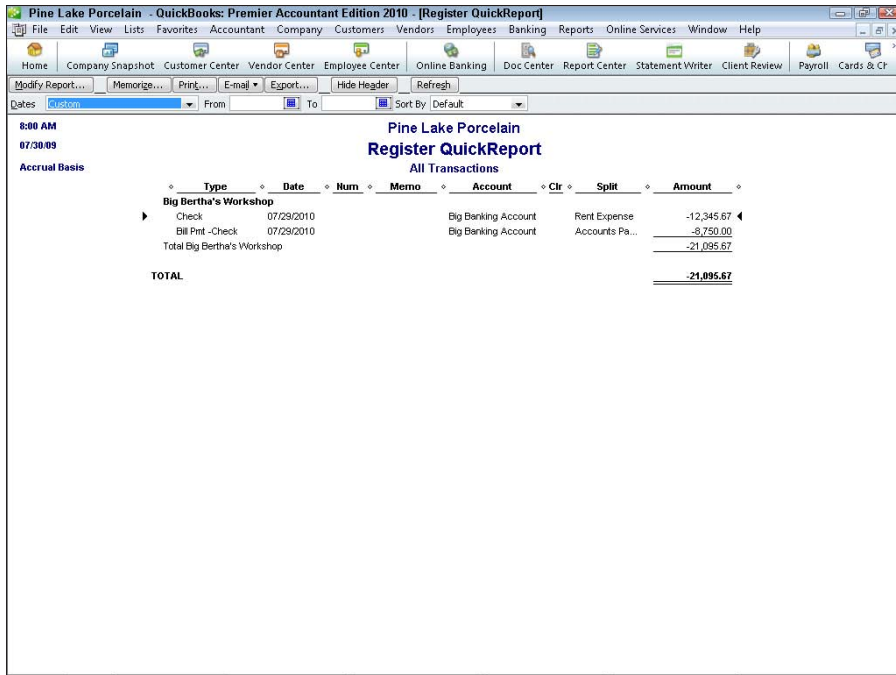 Pine Lake Porcelain - QuickBooks: Premier Accountant Edition 2010 - [Register QuickReport]
File Edit View Lists Favorites Accountant Company Customers Vendors Employees Banking Reports Online Services Window Help
Home Company Snapshot Customer Center Vendor Center Employee Center Online Banking Doc Center Report Center Statement Writer Client Review Payroll Cards & Ch
Modify Report... Memorize... Print... E-mail Export... Hide Header Refresh
Dates Custom From To Sort By Default
8:00 AM Pine Lake Porcelain
07/30/09 Register QuickReport
Accrual Basis All Transactions
Type Date Num Memo Account Clr Split Amount
Big Bertha's Workshop
Check 07/29/2010 Big Banking Account Rent Expense -12,345.67
Bill Pmt -Check 07/29/2010 Big Banking Account Accounts Pa... -8,750.00
Total Big Bertha's Workshop -21,095.67
TOTAL -21,095.67